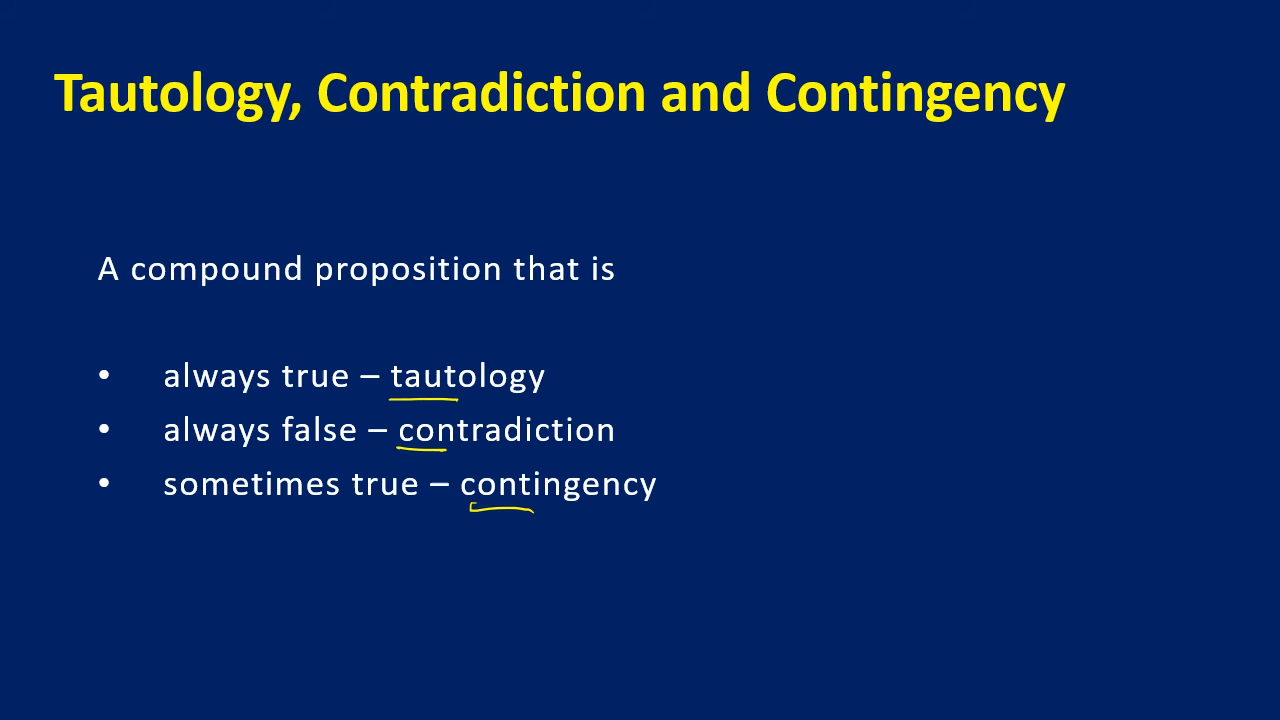 Tautology, Contradiction and Contingency
A compound proposition that is
• always true – tautology
• always false – contradiction
• sometimes true – contingency